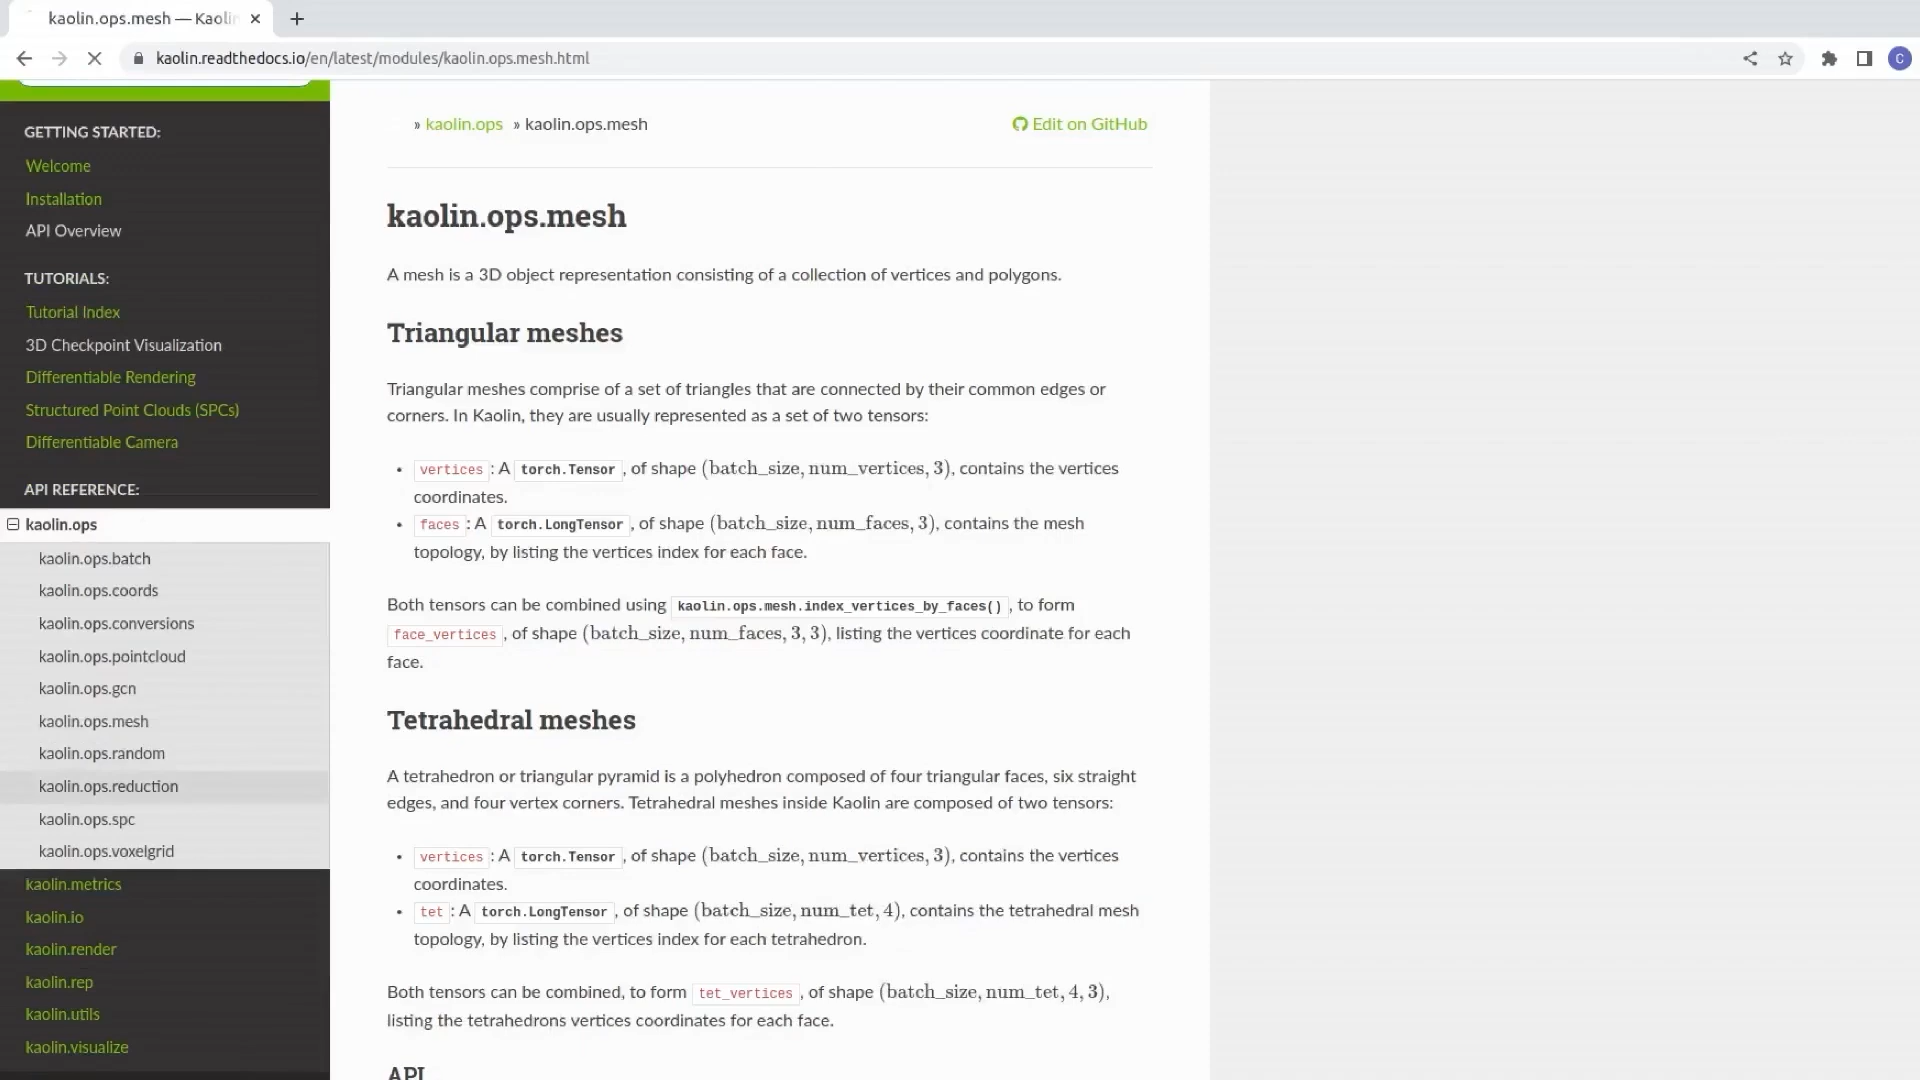 kaolin.ops.mesh — Kaolin
kaolin.readthedocs.io/en/latest/modules/kaolin.ops.mesh.html
C
GETTING STARTED:
Welcome
Installation
API Overview
TUTORIALS:
Tutorial Index
3D Checkpoint Visualization
Differentiable Rendering
Structured Point Clouds (SPCs)
Differentiable Camera
API REFERENCE:
kaolin.ops
kaolin.ops.batch
kaolin.ops.coords
kaolin.ops.conversions
kaolin.ops.pointcloud
kaolin.ops.gcn
kaolin.ops.mesh
kaolin.ops.random
kaolin.ops.reduction
kaolin.ops.spc
kaolin.ops.voxelgrid
kaolin.metrics
kaolin.io
kaolin.render
kaolin.rep
kaolin.utils
kaolin.visualize
» kaolin.ops » kaolin.ops.mesh
Edit on GitHub
kaolin.ops.mesh
A mesh is a 3D object representation consisting of a collection of vertices and polygons.
Triangular meshes
Triangular meshes comprise of a set of triangles that are connected by their common edges or
corners. In Kaolin, they are usually represented as a set of two tensors:
• vertices : A torch.Tensor , of shape (batch_size, num_vertices, 3), contains the vertices
coordinates.
• faces : A torch.LongTensor , of shape (batch_size, num_faces, 3), contains the mesh
topology, by listing the vertices index for each face.
Both tensors can be combined using kaolin.ops.mesh.index_vertices_by_faces() , to form
face_vertices , of shape (batch_size, num_faces, 3, 3), listing the vertices coordinate for each
face.
Tetrahedral meshes
A tetrahedron or triangular pyramid is a polyhedron composed of four triangular faces, six straight
edges, and four vertex corners. Tetrahedral meshes inside Kaolin are composed of two tensors:
• vertices : A torch.Tensor , of shape (batch_size, num_vertices, 3), contains the vertices
coordinates.
• tet : A torch.LongTensor , of shape (batch_size, num_tet, 4), contains the tetrahedral mesh
topology, by listing the vertices index for each tetrahedron.
Both tensors can be combined, to form tet_vertices , of shape (batch_size, num_tet, 4, 3),
listing the tetrahedrons vertices coordinates for each face.
API